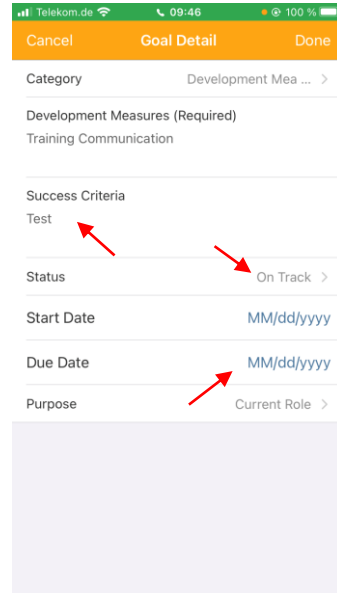 Telekom.de 09:46 100 %
Cancel Goal Detail Done
Category Development Mea ...
Development Measures (Required)
Training Communication
Success Criteria
Test
Status On Track
Start Date MM/dd/yyyy
Due Date MM/dd/yyyy
Purpose Current Role